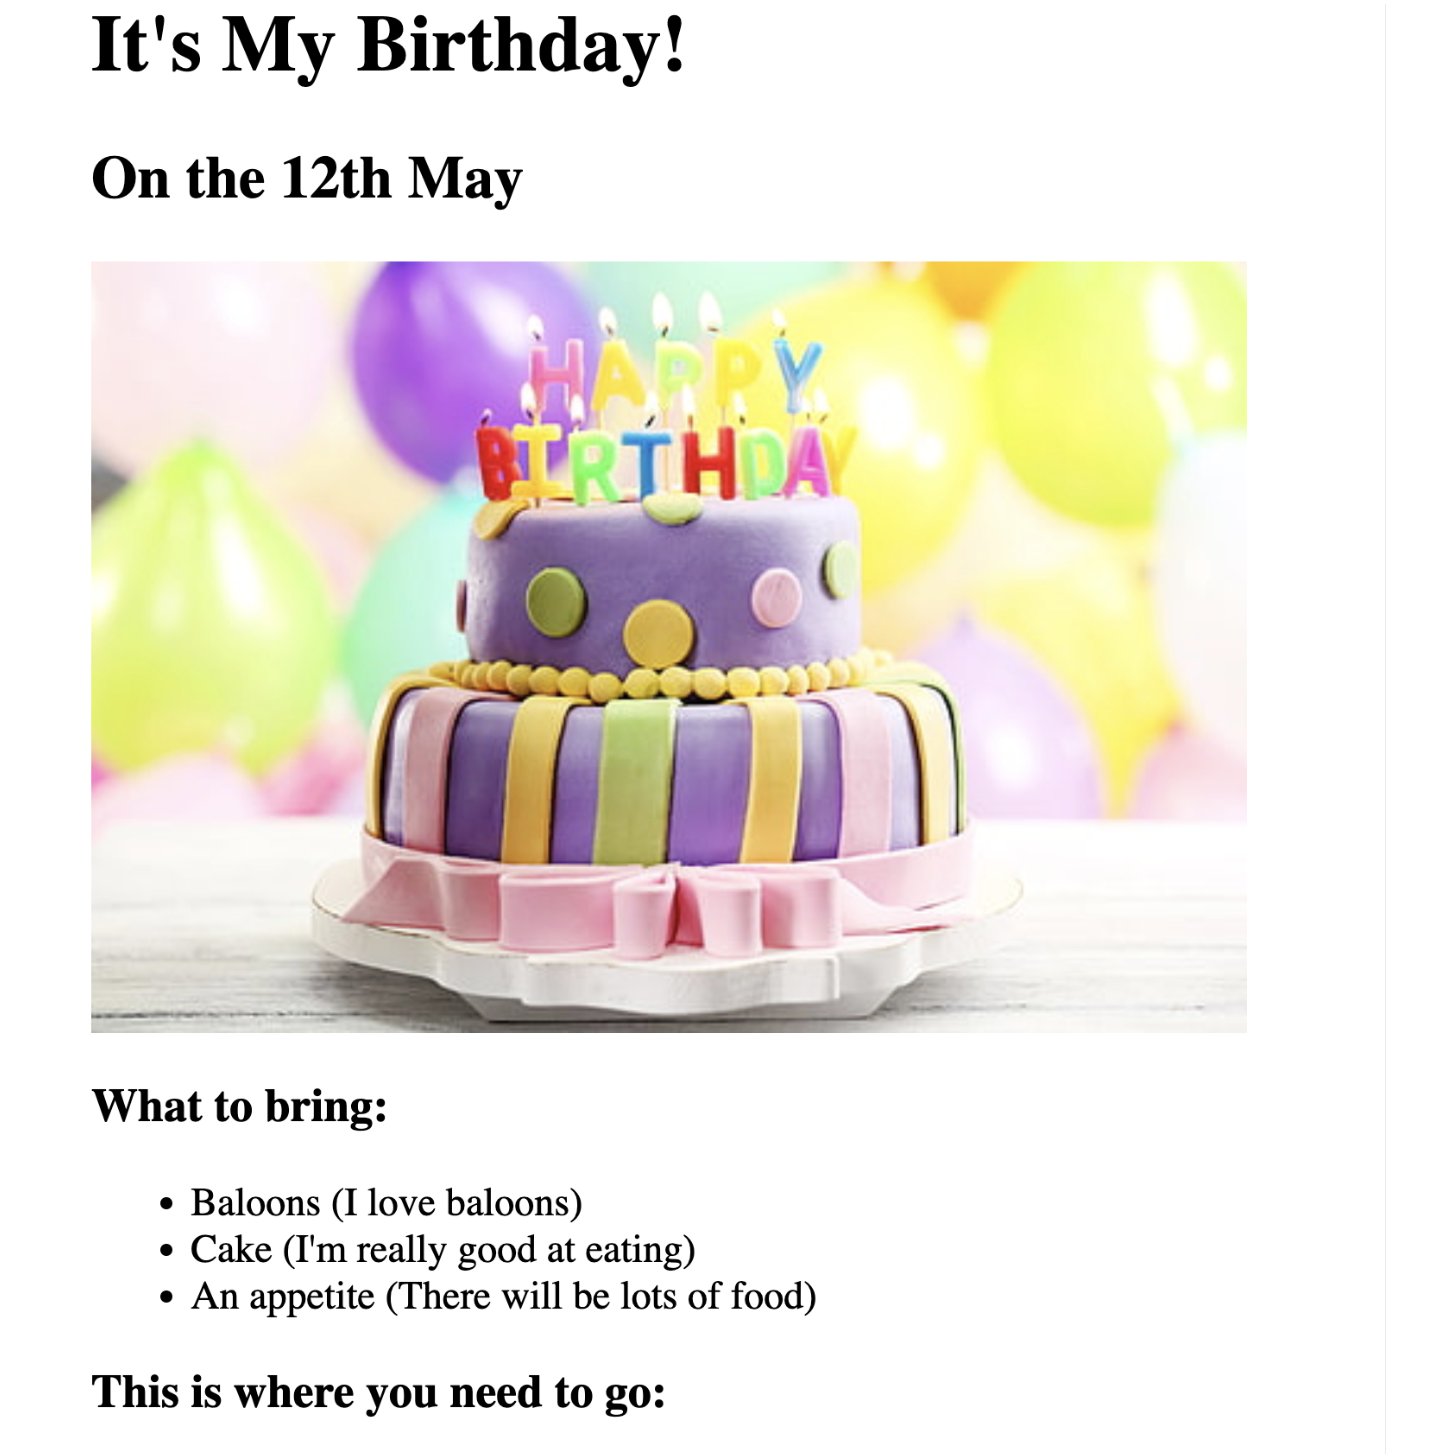 It's My Birthday!
On the 12th May
HAPPY
BIRTHDAY
What to bring:
Baloons (I love baloons)
Cake (I'm really good at eating)
An appetite (There will be lots of food)
This is where you need to go: